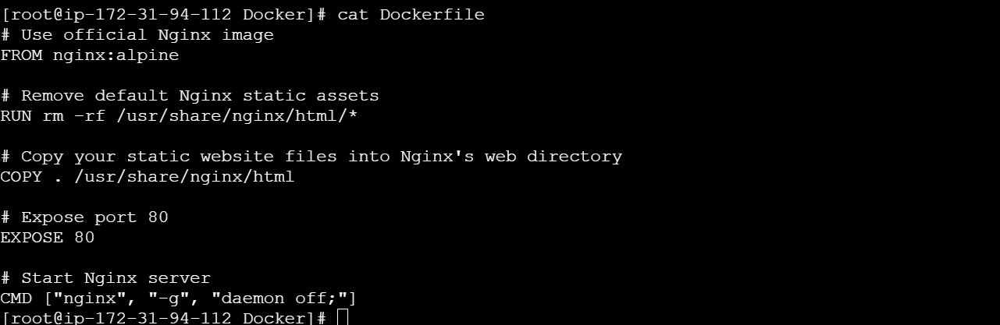 [root@ip-172-31-94-112 Docker]# cat Dockerfile
# Use official Nginx image
FROM nginx:alpine

# Remove default Nginx static assets
RUN rm -rf /usr/share/nginx/html/*

# Copy your static website files into Nginx's web directory
COPY . /usr/share/nginx/html

# Expose port 80
EXPOSE 80

# Start Nginx server
CMD ["nginx", "-g", "daemon off;"]
[root@ip-172-31-94-112 Docker]#